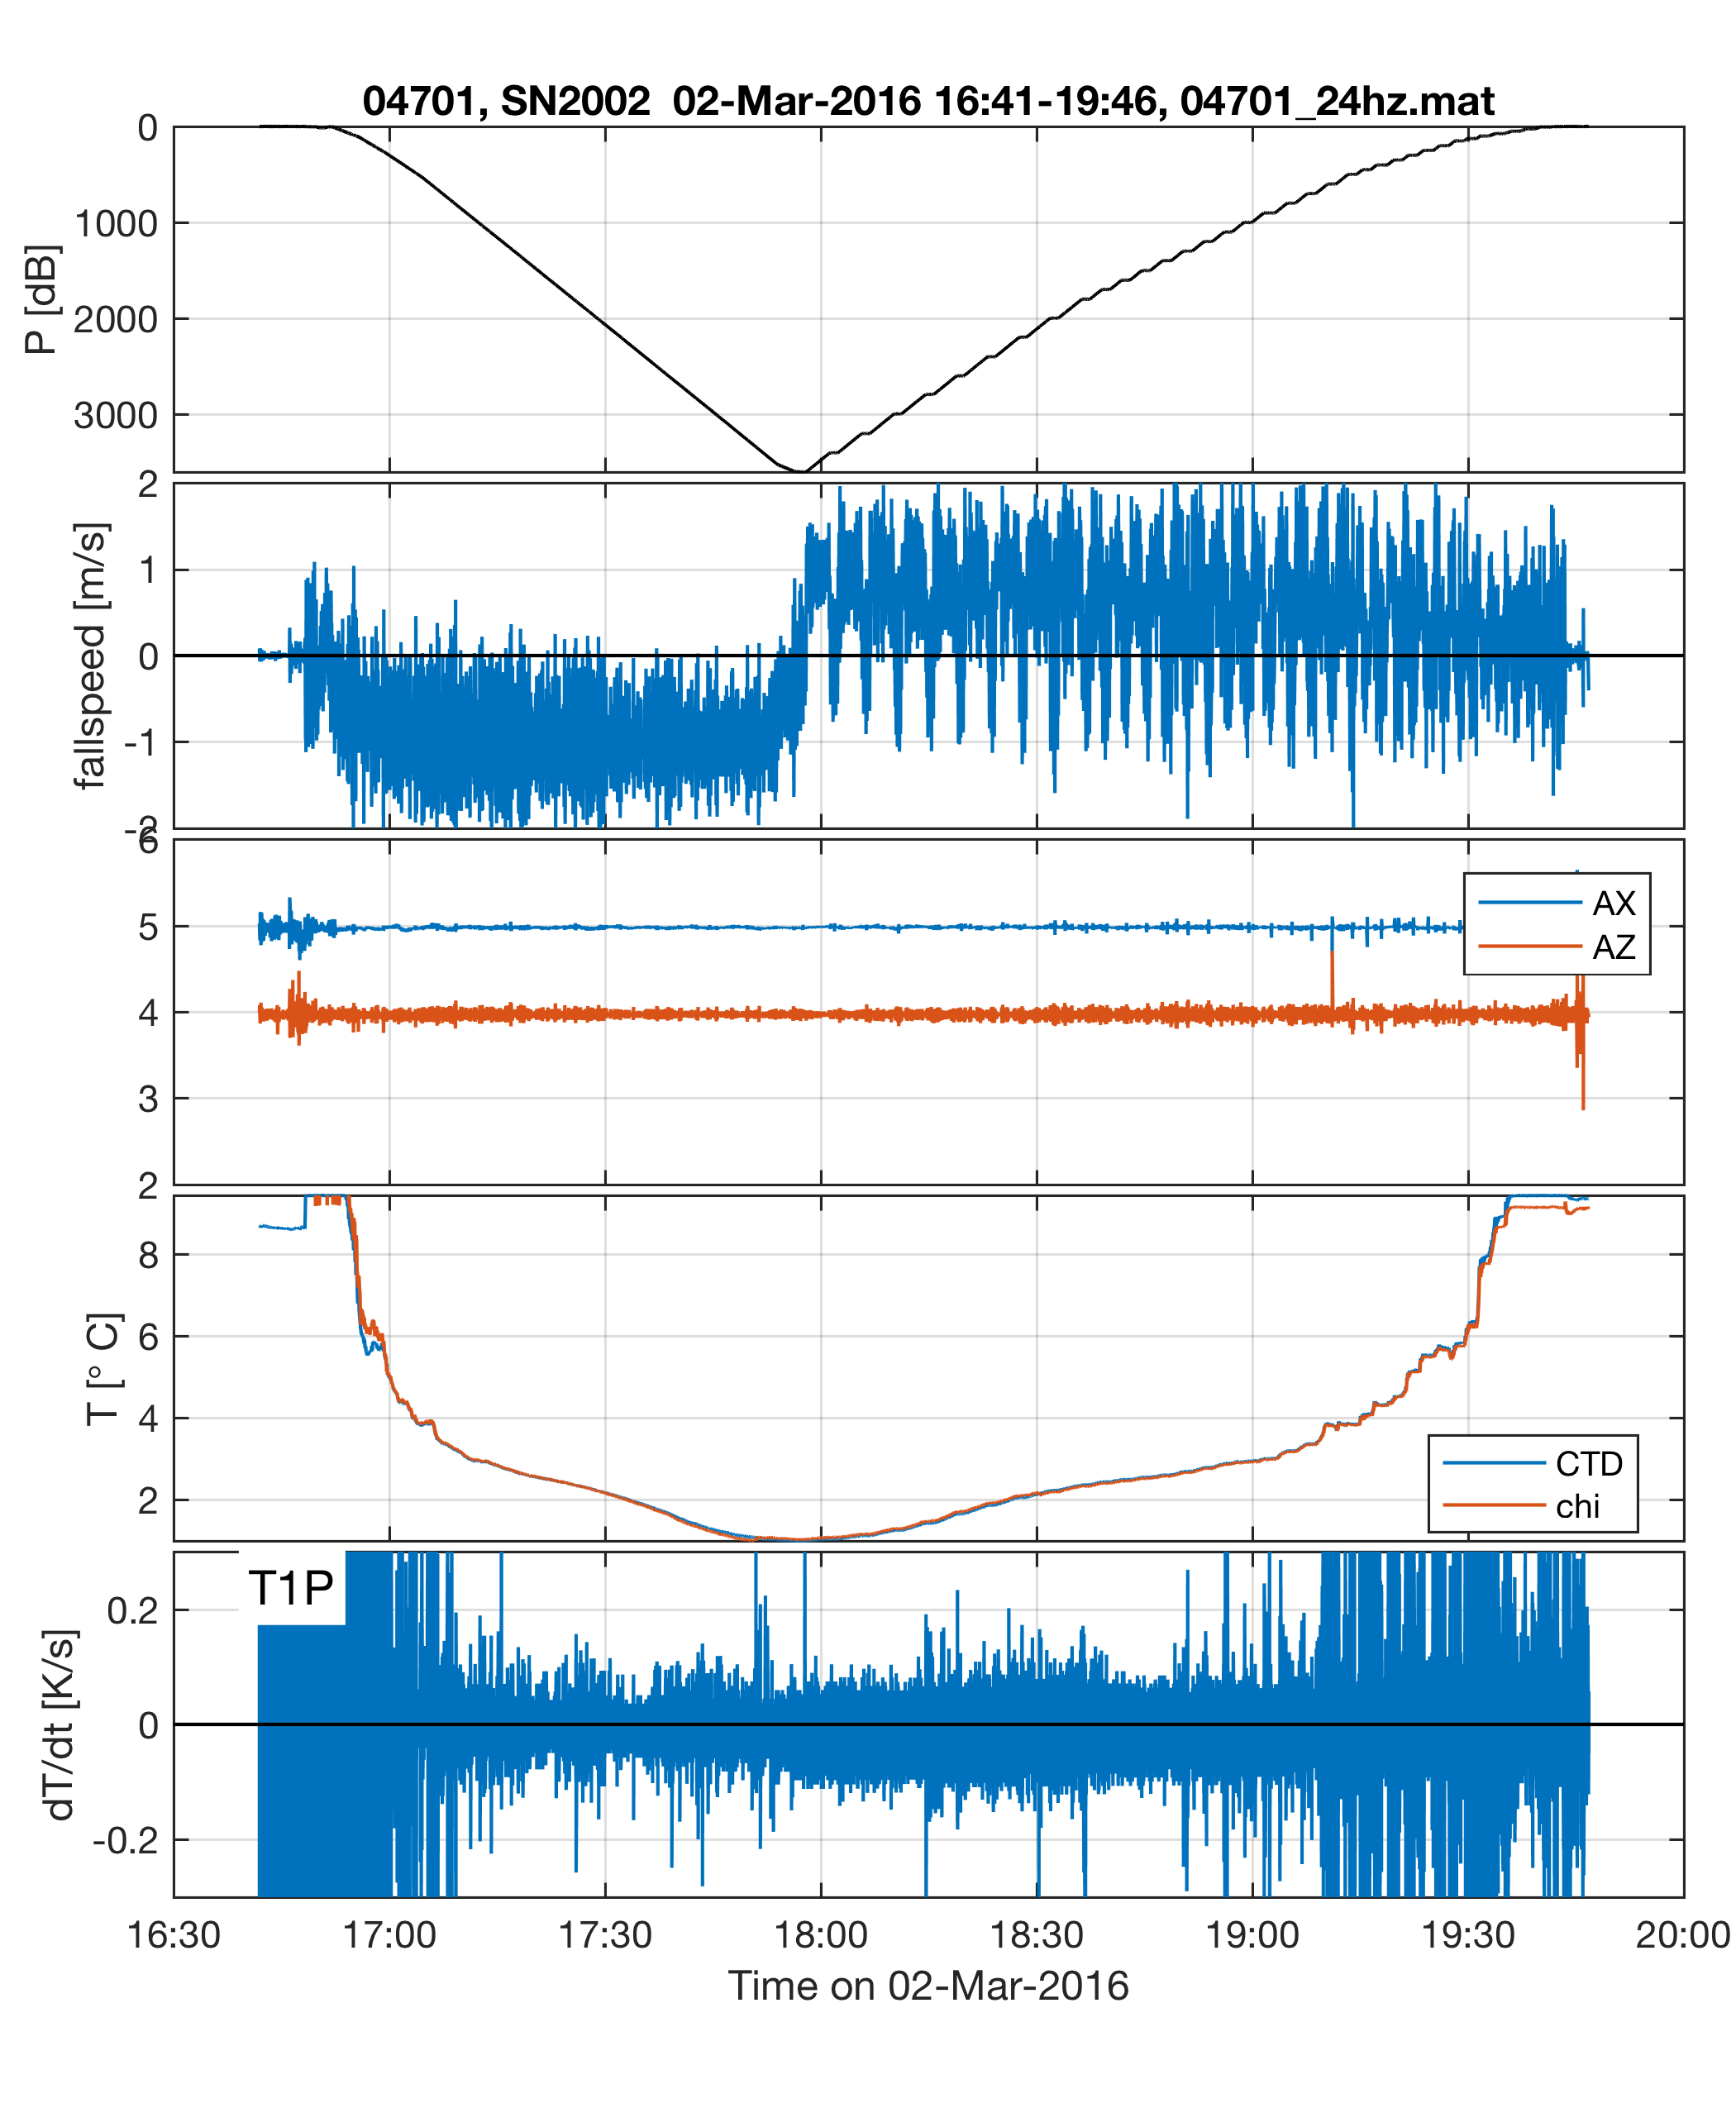 04701, SN2002 02-Mar-2016 16:41-19:46, 04701_24hz.mat
0
1000
2000
3000
P [dB]
2
1
0
-1
-2
fallspeed [m/s]
6
5
4
3
2
AX
AZ
8
6
4
2
T [° C]
CTD
chi
T1P
0.2
0
-0.2
dT/dt [K/s]
16:30 17:00 17:30 18:00 18:30 19:00 19:30 20:00
Time on 02-Mar-2016